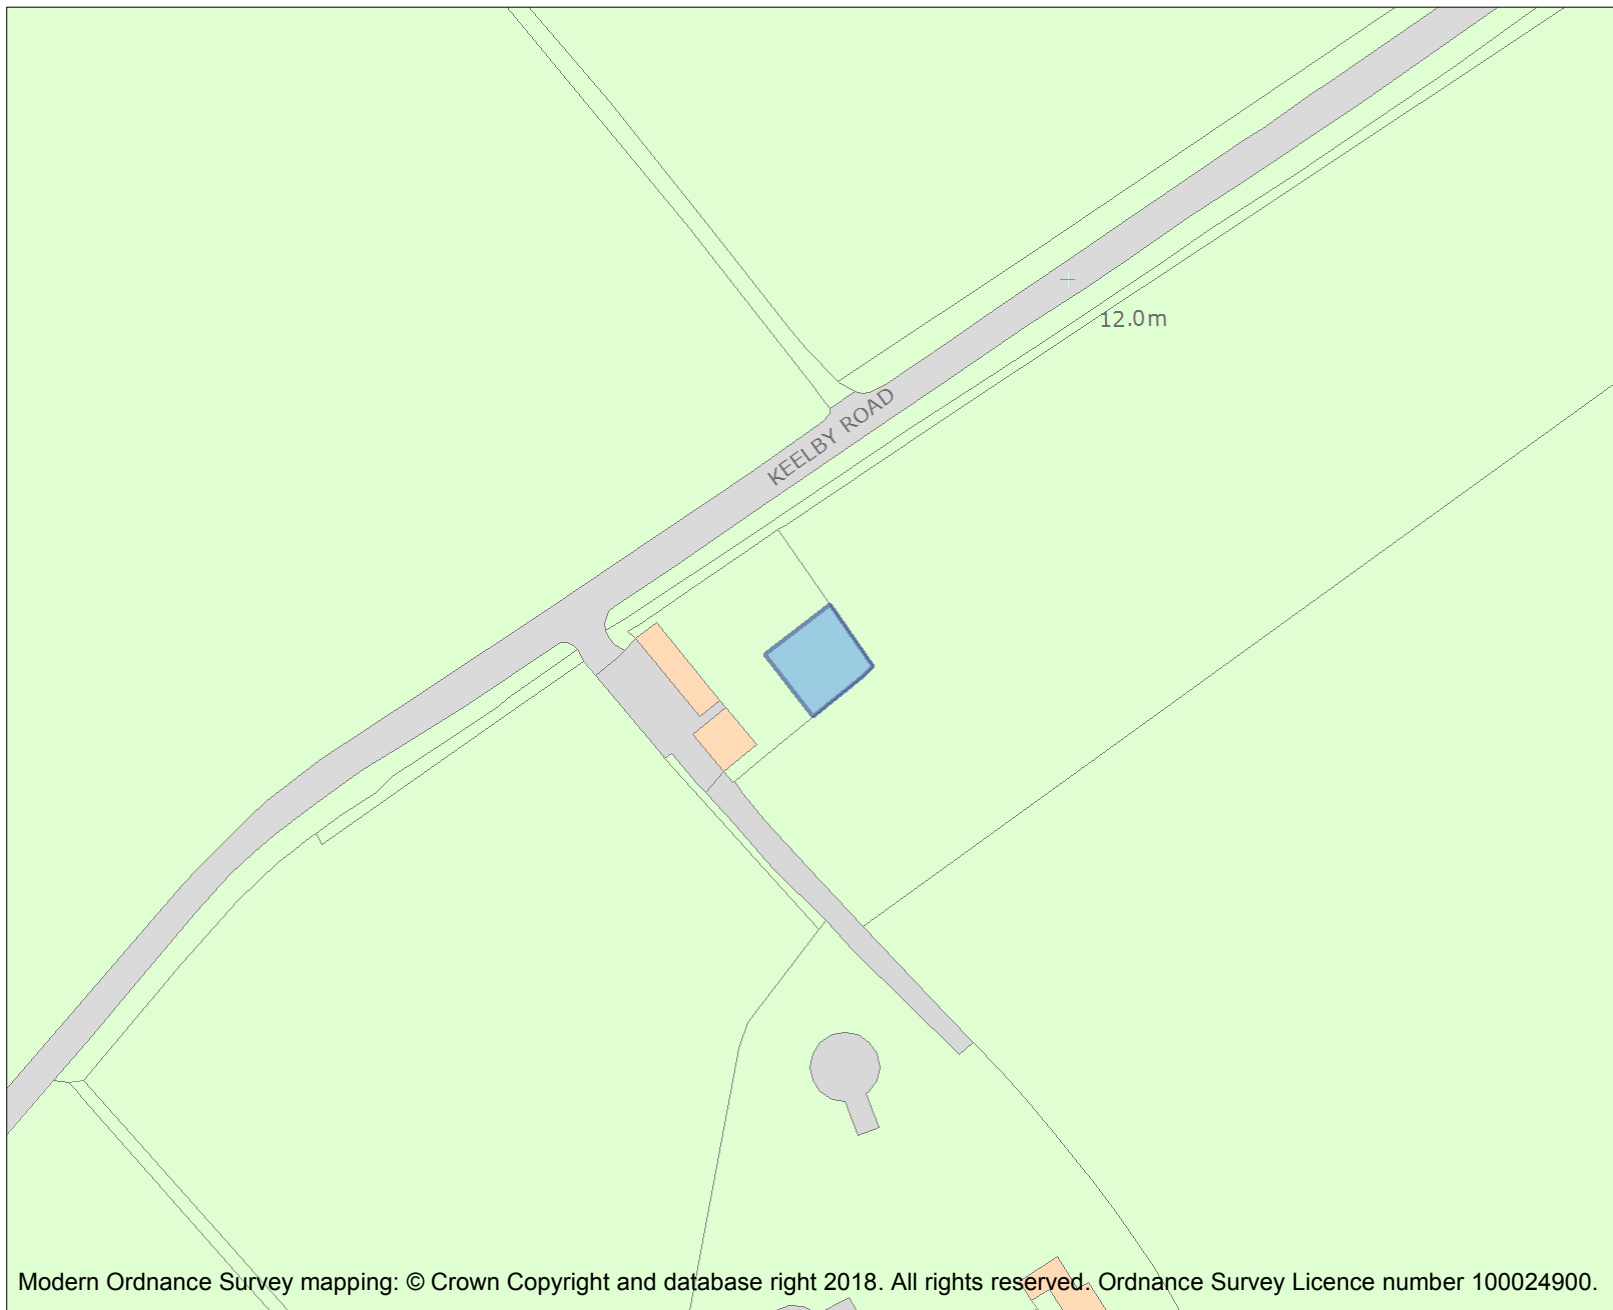 12.0m
KEELBY ROAD
Modern Ordnance Survey mapping: © Crown Copyright and database right 2018. All rights reserved. Ordnance Survey Licence number 100024900.